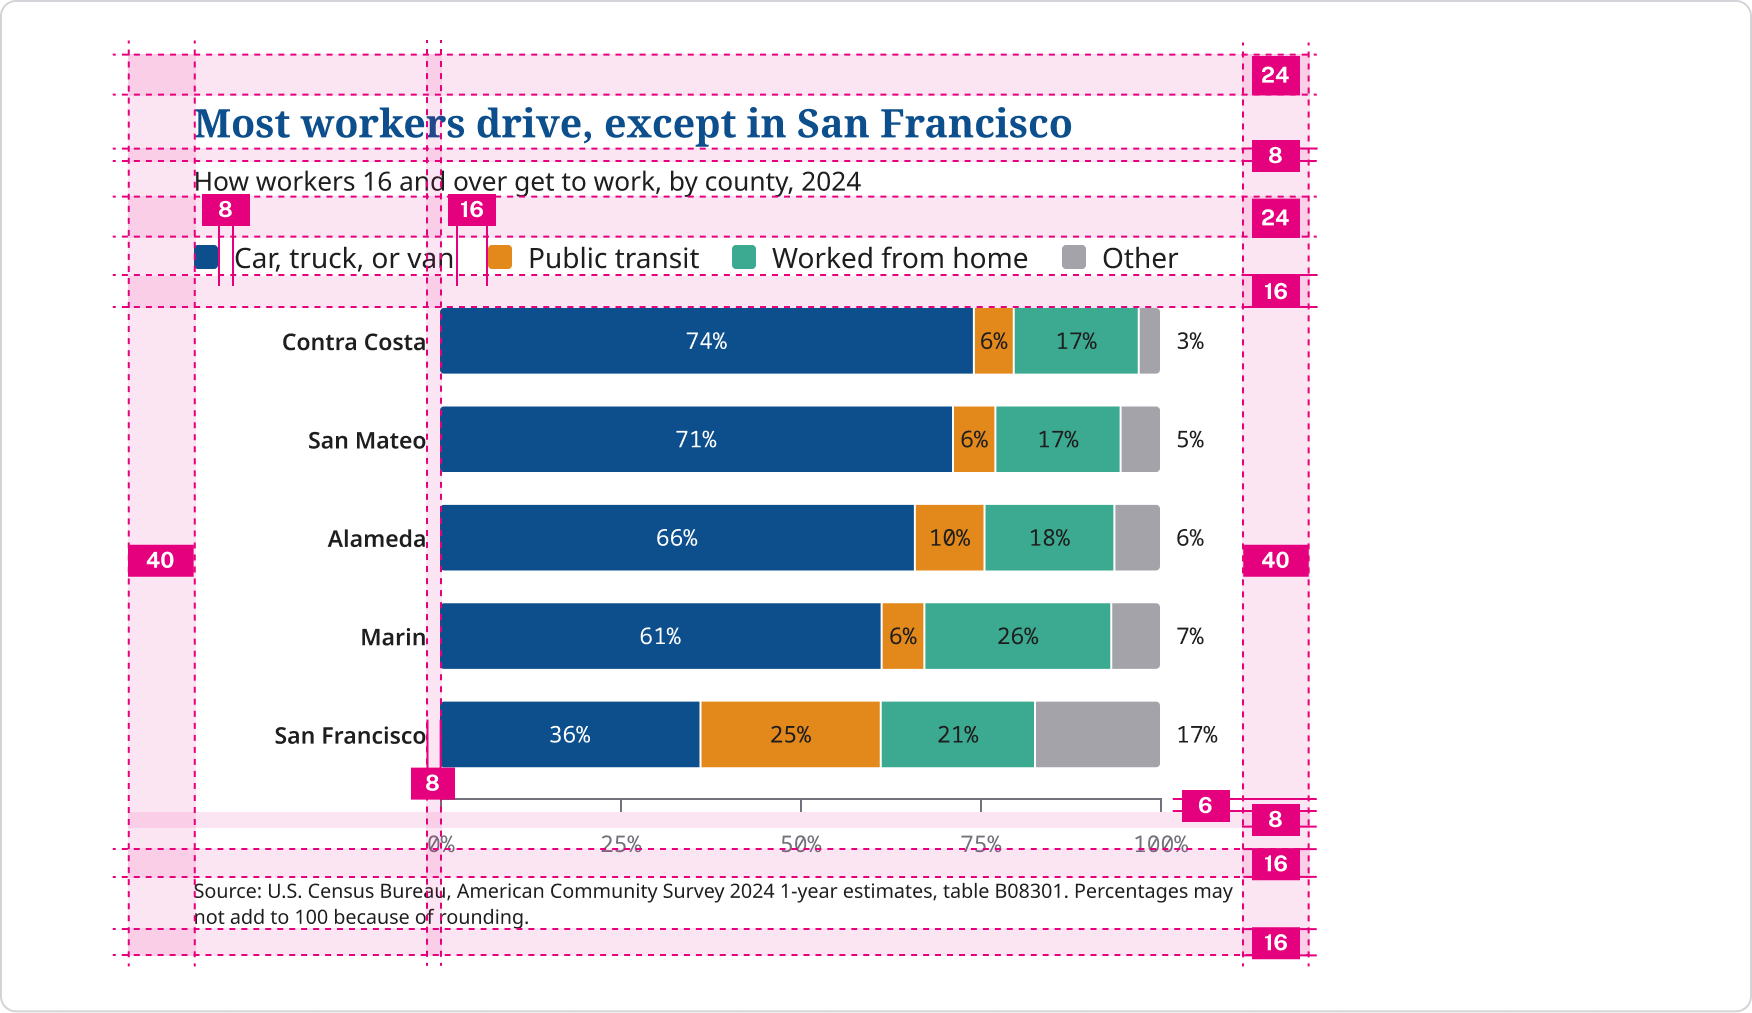 24
Most workers drive, except in San Francisco
8
How workers 16 and over get to work, by county, 2024
8 16 24
Car, truck, or van Public transit Worked from home Other
16
Contra Costa 74% 6% 17% 3%
San Mateo 71% 6% 17% 5%
Alameda 66% 10% 18% 6%
40 40
Marin 61% 6% 26% 7%
San Francisco 36% 25% 21% 17%
8
6
8
0% 25% 50% 75% 100%
16
Source: U.S. Census Bureau, American Community Survey 2024 1-year estimates, table B08301. Percentages may
not add to 100 because of rounding.
16